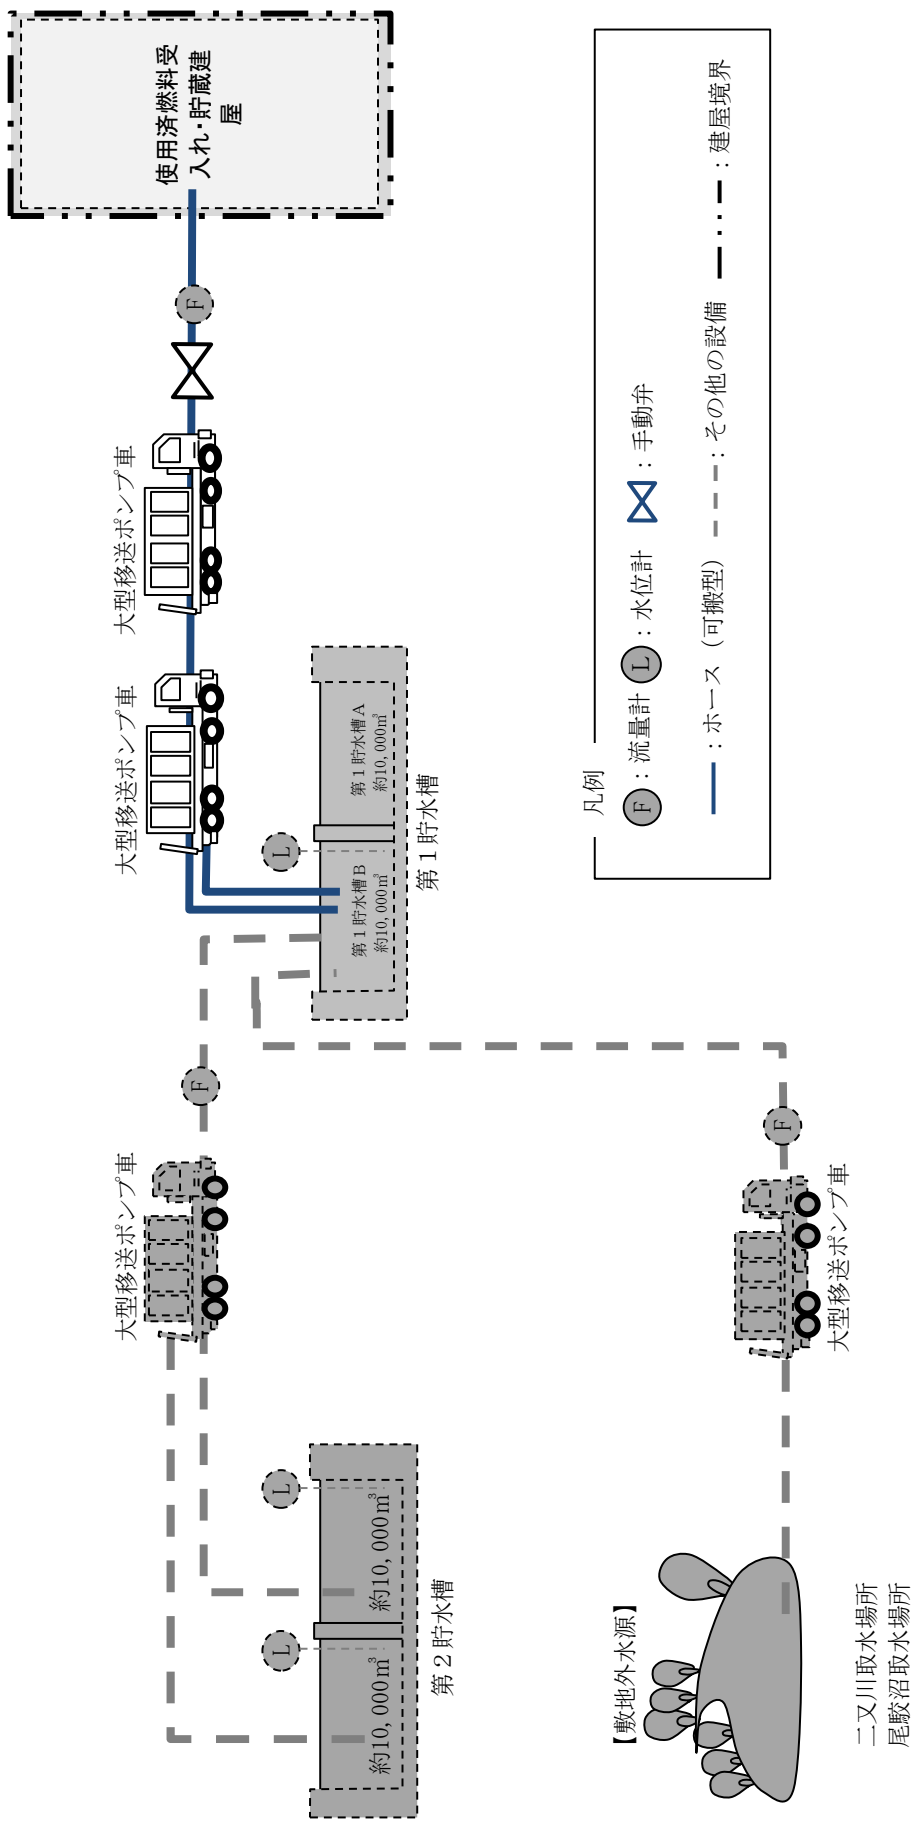 使用済燃料受
入れ・貯蔵建
屋
F
大型移送ポンプ車
大型移送ポンプ車
第１貯水槽Ａ
約10,000m³
L
第１貯水槽Ｂ
約10,000m³
第１貯水槽
F
大型移送ポンプ車
L
約10,000m³
L
約10,000m³
第２貯水槽
F
大型移送ポンプ車
【敷地外水源】
二又川取水場所
尾駮沼取水場所
凡例
F：流量計 L：水位計 ：手動弁
：ホース（可搬型） ：その他の設備 ：建屋境界